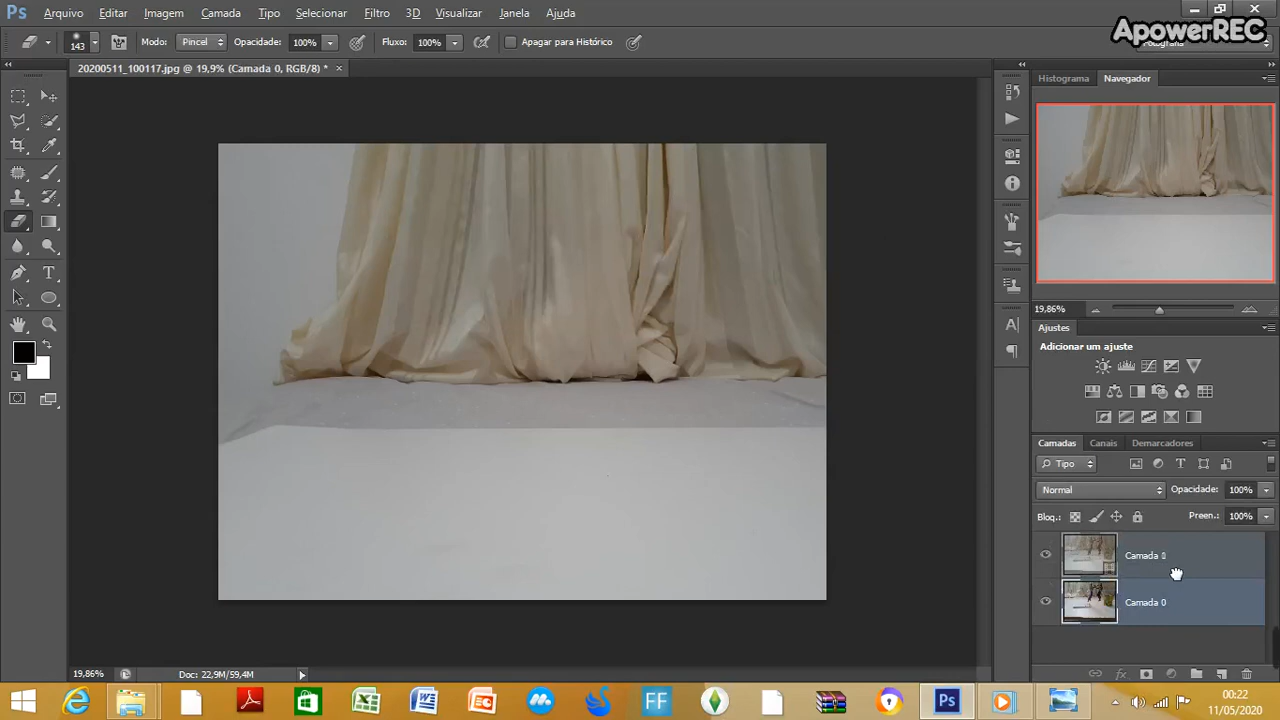 Ps Arquivo Editar Imagem Camada Tipo Selecionar Filtro 3D Visualizar Janela Ajuda
ApowerREC
143 Modo: Pincel Opacidade: 100% Fluxo: 100% Apagar para Histórico
20200511_100117.jpg @ 19,9% (Camada 0, RGB/8) * ×
Histograma Navegador
19,86%
Ajustes
Adicionar um ajuste
Camadas Canais Demarcadores
Tipo
Normal Opacidade: 100%
Bloq.: Preen.: 100%
Camada
Camada 0
19,86% Doc: 22,9M/59,4M
FF Ps
00:22
11/05/2020